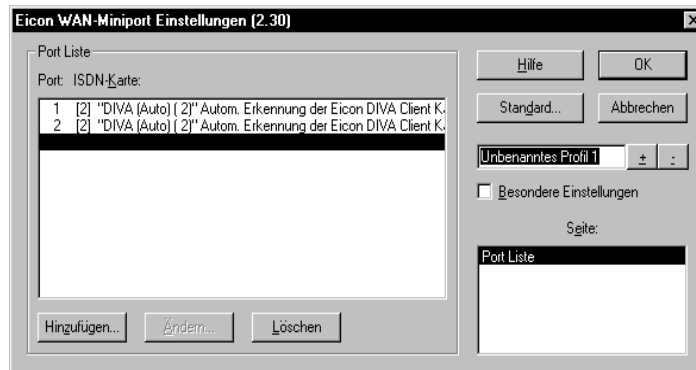 Eicon WAN-Miniport Einstellungen (2.30)
Port Liste
Port: ISDN-Karte:
1 [2] "DIVA (Auto) ( 2)" Autom. Erkennung der Eicon DIVA Client K
2 [2] "DIVA (Auto) ( 2)" Autom. Erkennung der Eicon DIVA Client K
Hinzufügen...
Ändern...
Löschen
Hilfe
OK
Standard...
Abbrechen
Unbenanntes Profil 1
+
-
Besondere Einstellungen
Seite:
Port Liste